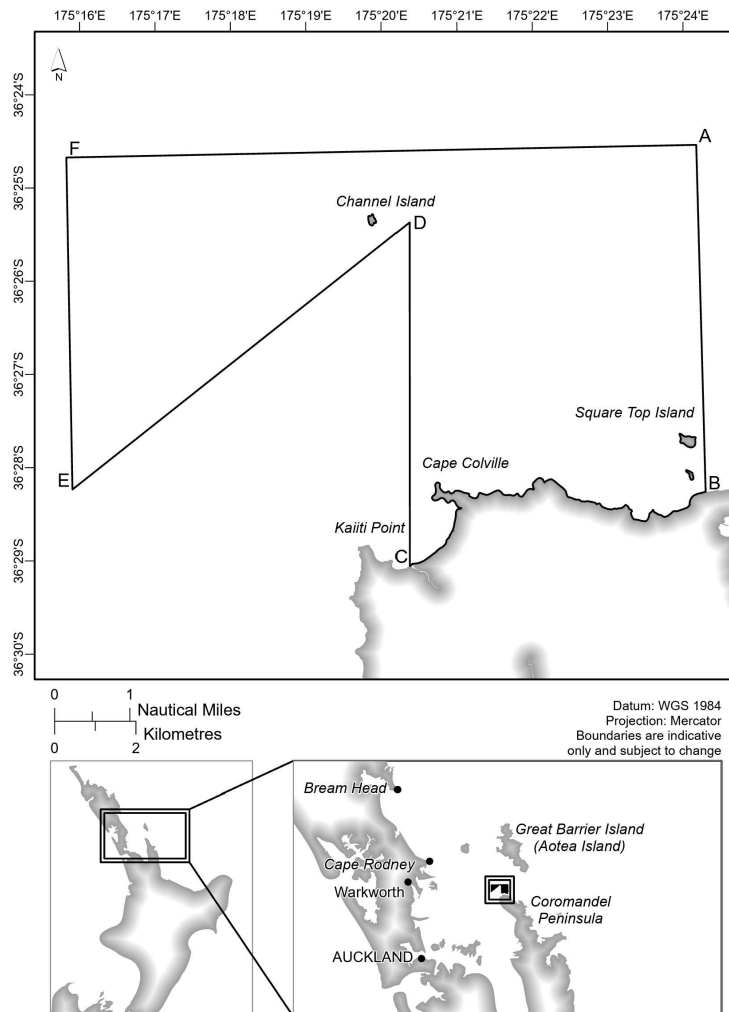 175°16'E 175°17'E 175°18'E 175°19'E 175°20'E 175°21'E 175°22'E 175°23'E 175°24'E
N
36°24'S
A
F
36°25'S
Channel Island
D
36°26'S
36°27'S
Square Top Island
36°28'S
Cape Colville
E
B
Kaiiti Point
C
36°29'S
36°30'S
0 1
Nautical Miles
Kilometres
0 2
Datum: WGS 1984
Projection: Mercator
Boundaries are indicative
only and subject to change
Bream Head
Great Barrier Island
(Aotea Island)
Cape Rodney
Warkworth
Coromandel
Peninsula
AUCKLAND